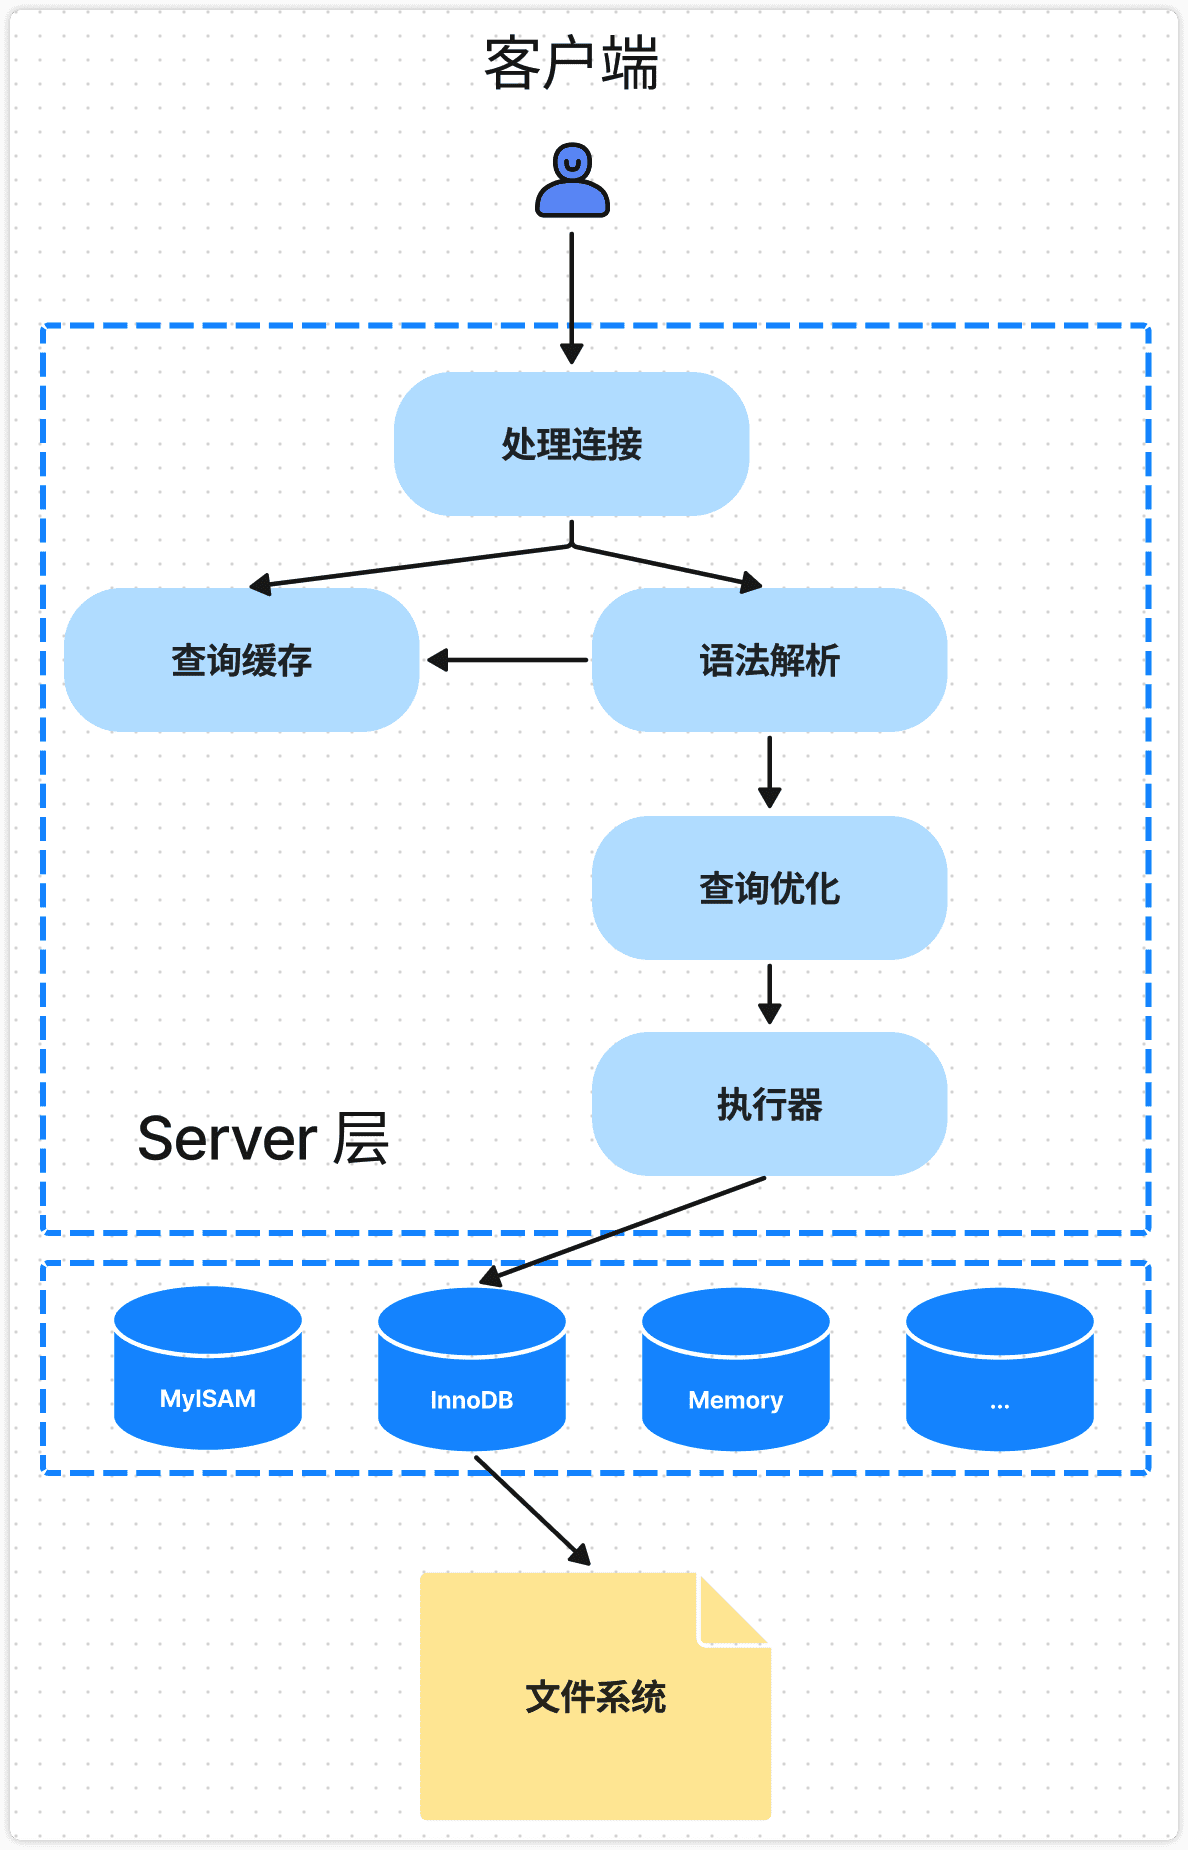 客户端
处理连接
查询缓存
语法解析
查询优化
执行器
Server 层
MyISAM
InnoDB
Memory
...
文件系统